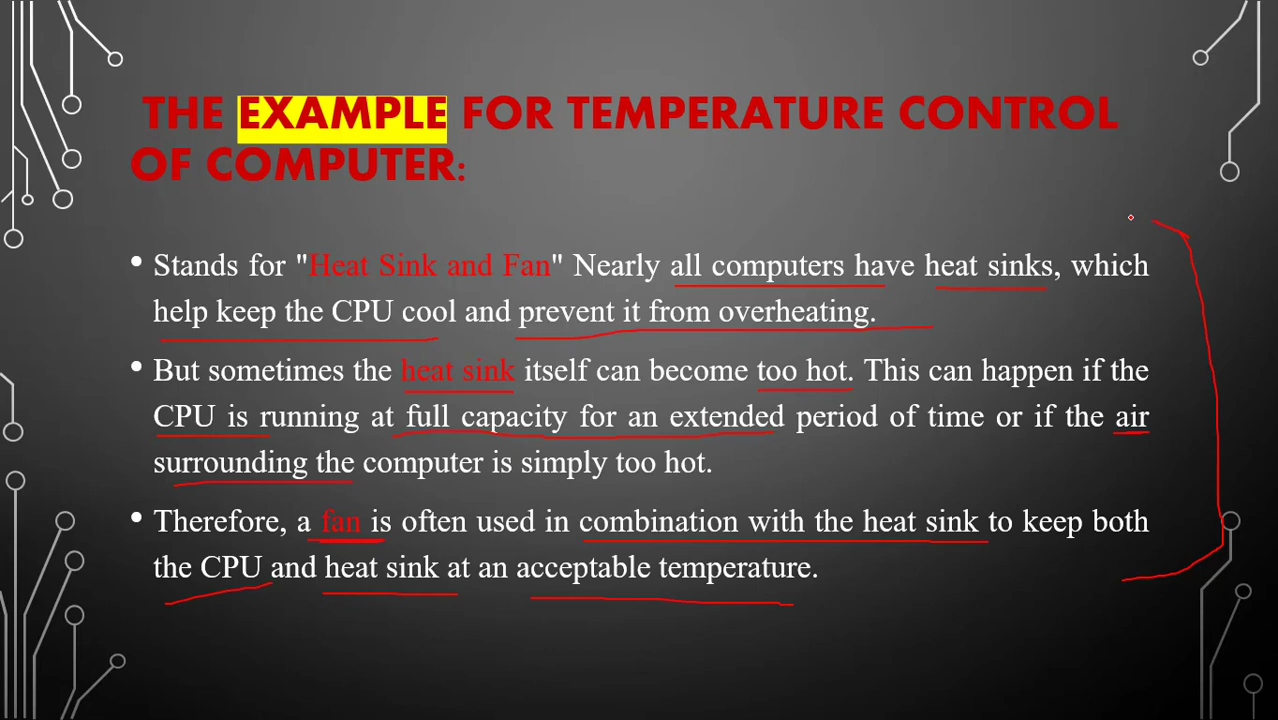 THE EXAMPLE FOR TEMPERATURE CONTROL
OF COMPUTER:
• Stands for "Heat Sink and Fan" Nearly all computers have heat sinks, which
help keep the CPU cool and prevent it from overheating.
• But sometimes the heat sink itself can become too hot. This can happen if the
CPU is running at full capacity for an extended period of time or if the air
surrounding the computer is simply too hot.
• Therefore, a fan is often used in combination with the heat sink to keep both
the CPU and heat sink at an acceptable temperature.